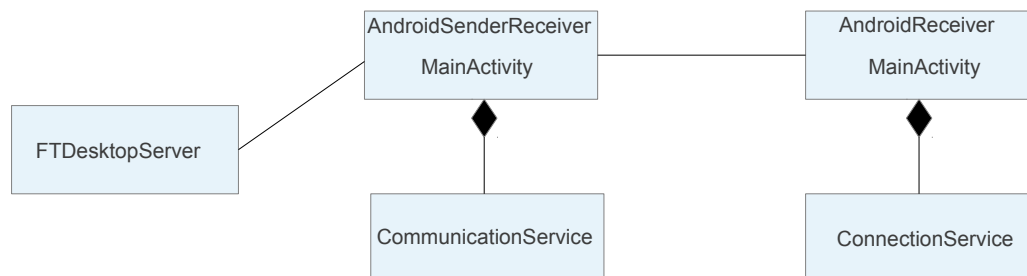 AndroidSenderReceiver
MainActivity
AndroidReceiver
MainActivity
FTDesktopServer
CommunicationService
ConnectionService